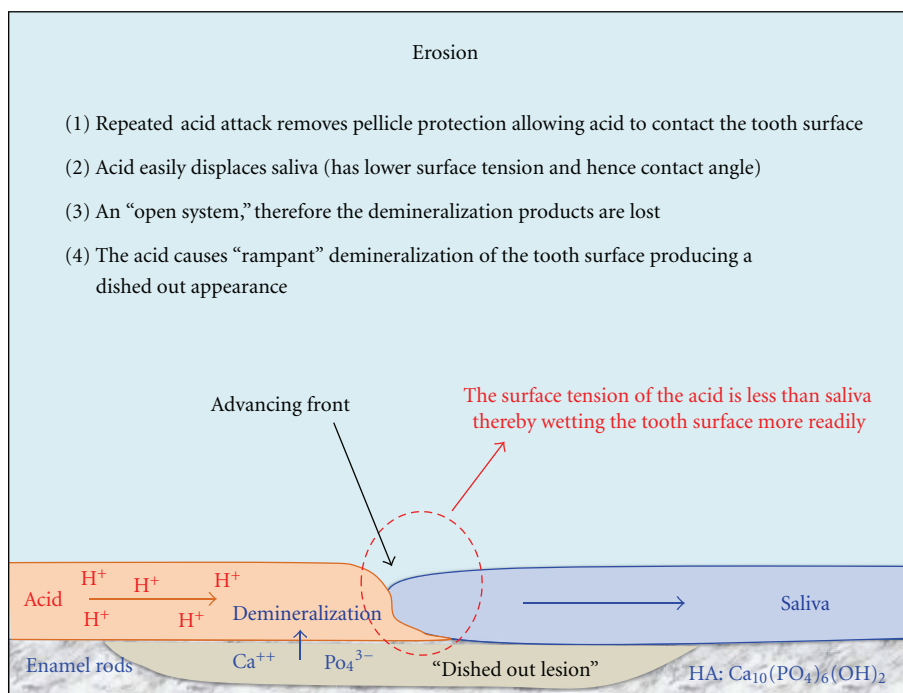 Erosion
(1) Repeated acid attack removes pellicle protection allowing acid to contact the tooth surface
(2) Acid easily displaces saliva (has lower surface tension and hence contact angle)
(3) An “open system,” therefore the demineralization products are lost
(4) The acid causes “rampant” demineralization of the tooth surface producing a
dished out appearance
The surface tension of the acid is less than saliva
thereby wetting the tooth surface more readily
Advancing front
H⁺ H⁺ H⁺
Acid
H⁺ H⁺
Demineralization
Saliva
Enamel rods
Ca⁺⁺ Po₄³⁻
“Dished out lesion”
HA: Ca₁₀(PO₄)₆(OH)₂